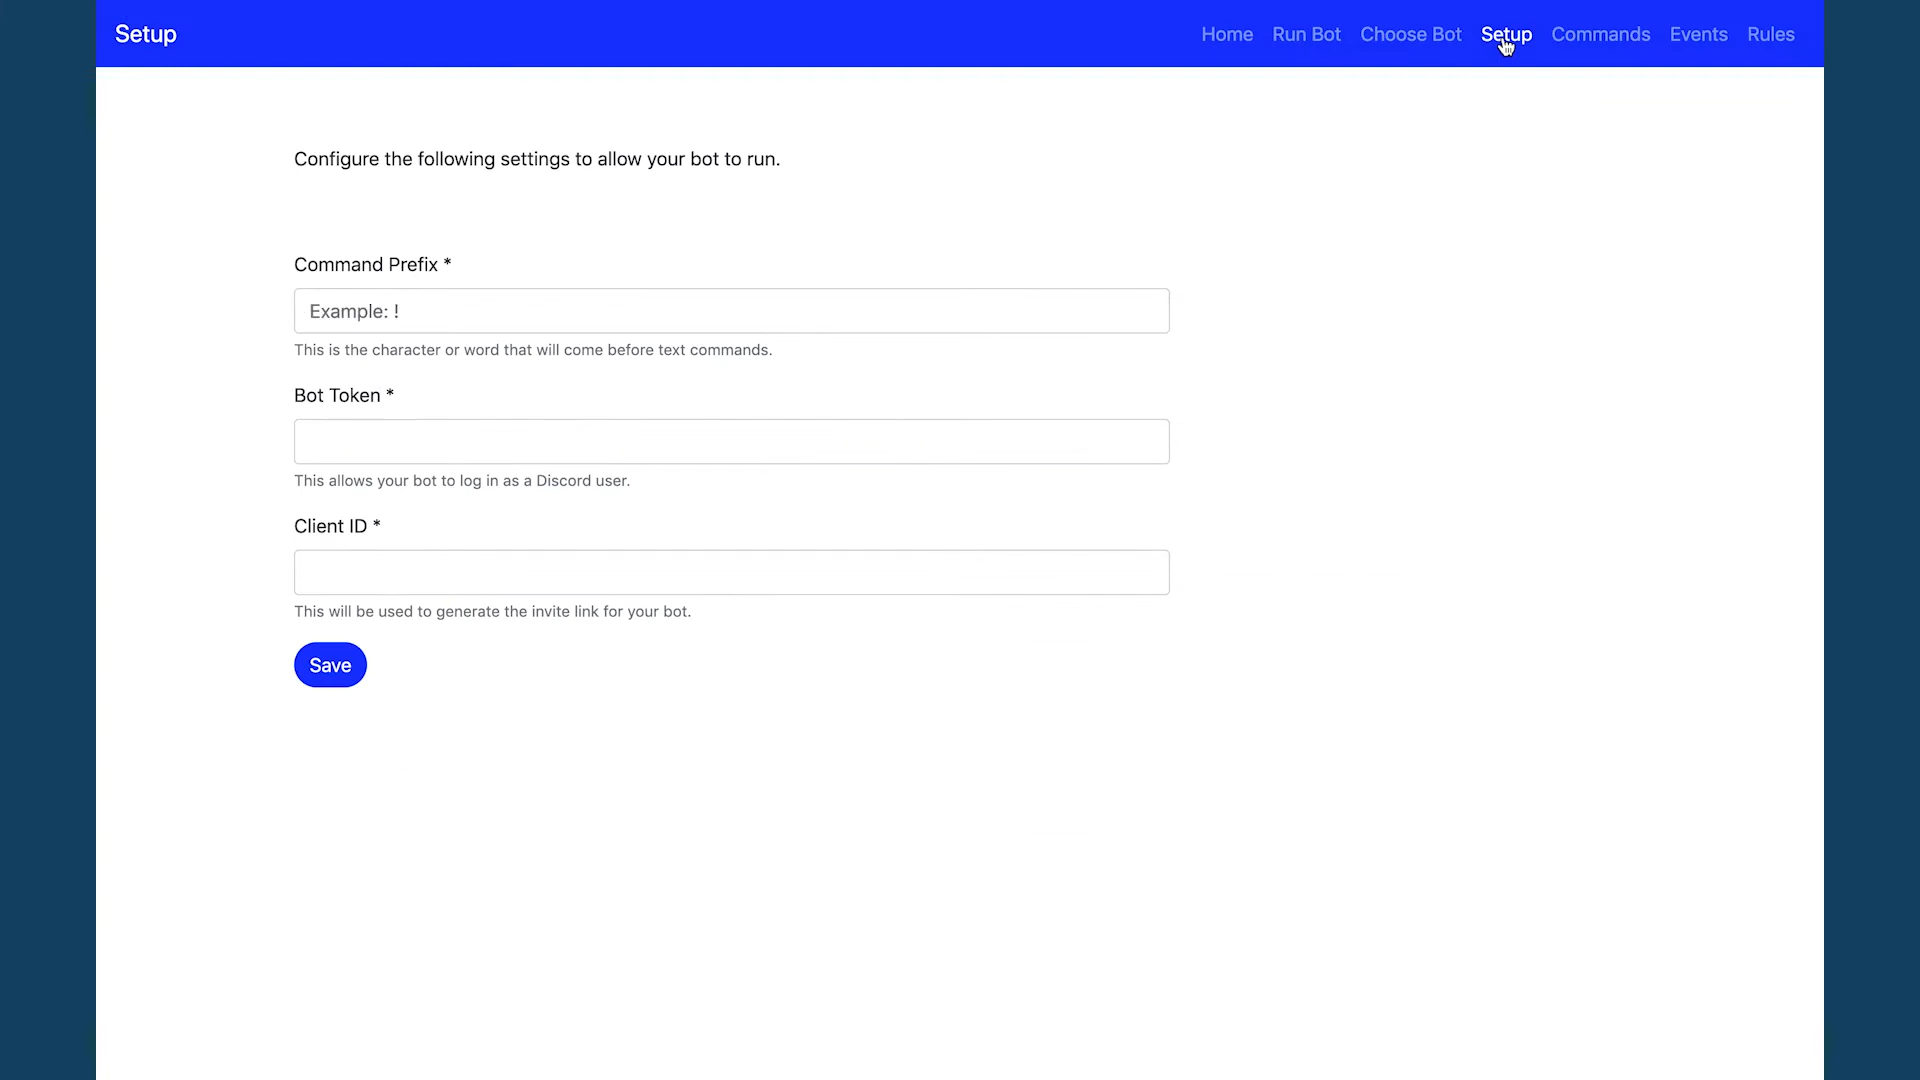 Setup
Home Run Bot Choose Bot Setup Commands Events Rules
Configure the following settings to allow your bot to run.
Command Prefix *
Example: !
This is the character or word that will come before text commands.
Bot Token *
This allows your bot to log in as a Discord user.
Client ID *
This will be used to generate the invite link for your bot.
Save